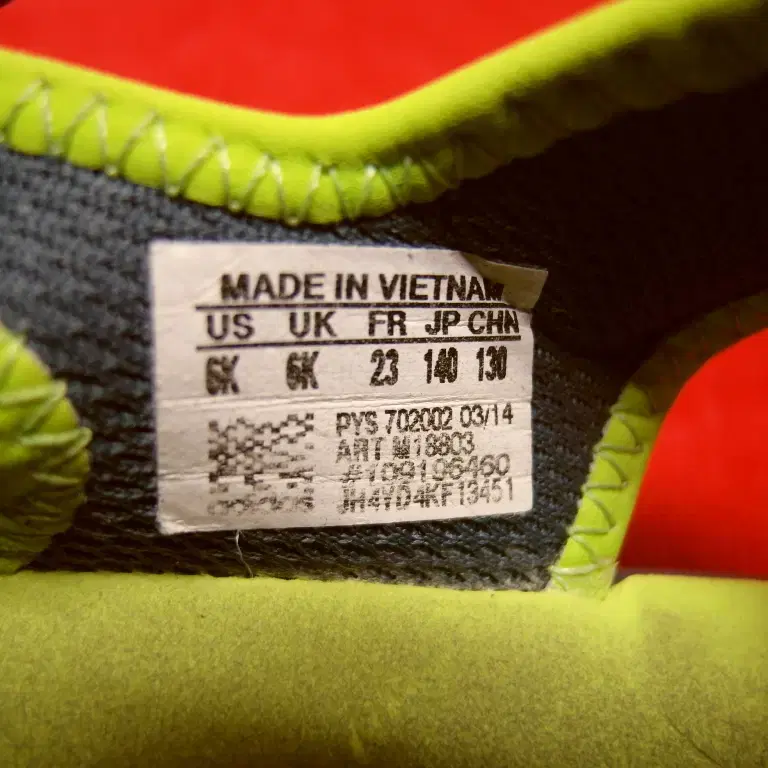 MADE IN VIETNAM
US UK FR JP CHN
6K 6K 23 140 130
PYS 702002 03/14
ART M18803
#109196460
JH4YD4KF13451